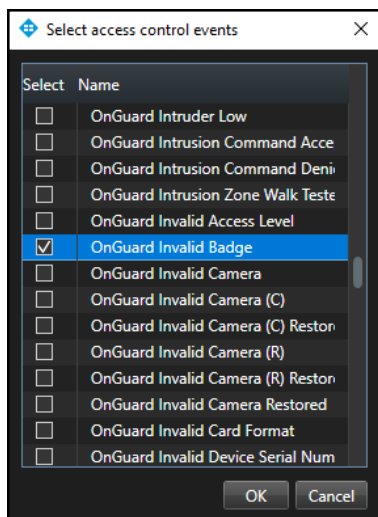 Select access control events
Select Name
OnGuard Intruder Low
OnGuard Intrusion Command Acce
OnGuard Intrusion Command Deni
OnGuard Intrusion Zone Walk Teste
OnGuard Invalid Access Level
OnGuard Invalid Badge
OnGuard Invalid Camera
OnGuard Invalid Camera (C)
OnGuard Invalid Camera (C) Restor
OnGuard Invalid Camera (R)
OnGuard Invalid Camera (R) Restor
OnGuard Invalid Camera Restored
OnGuard Invalid Card Format
OnGuard Invalid Device Serial Num
OK Cancel